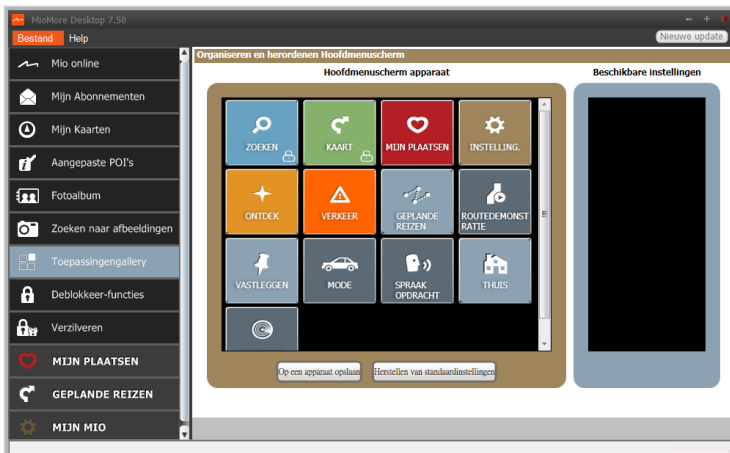 MioMore Desktop 7.50
Bestand Help
Nieuwe update
Mio online
Mijn Abonnementen
Mijn Kaarten
Aangepaste POI's
Fotoalbum
Zoeken naar afbeeldingen
Toepassingengallery
Deblokkeer-functies
Verzilveren
MIJN PLAATSEN
GEPLANDE REIZEN
MIJN MIO
Organiseren en herordenen Hoofdmenuscherm
Hoofdmenuscherm apparaat
Beschikbare instellingen
ZOEKEN
KAART
MIJN PLAATSEN
INSTELLING.
ONTDEK
VERKEER
GEPLANDE
REIZEN
ROUTEDEMONST
RATIE
VASTLEGGEN
MODE
SPRAAK
OPDRACHT
THUIS
Op een apparaat opslaan
Herstellen van standaardinstellingen